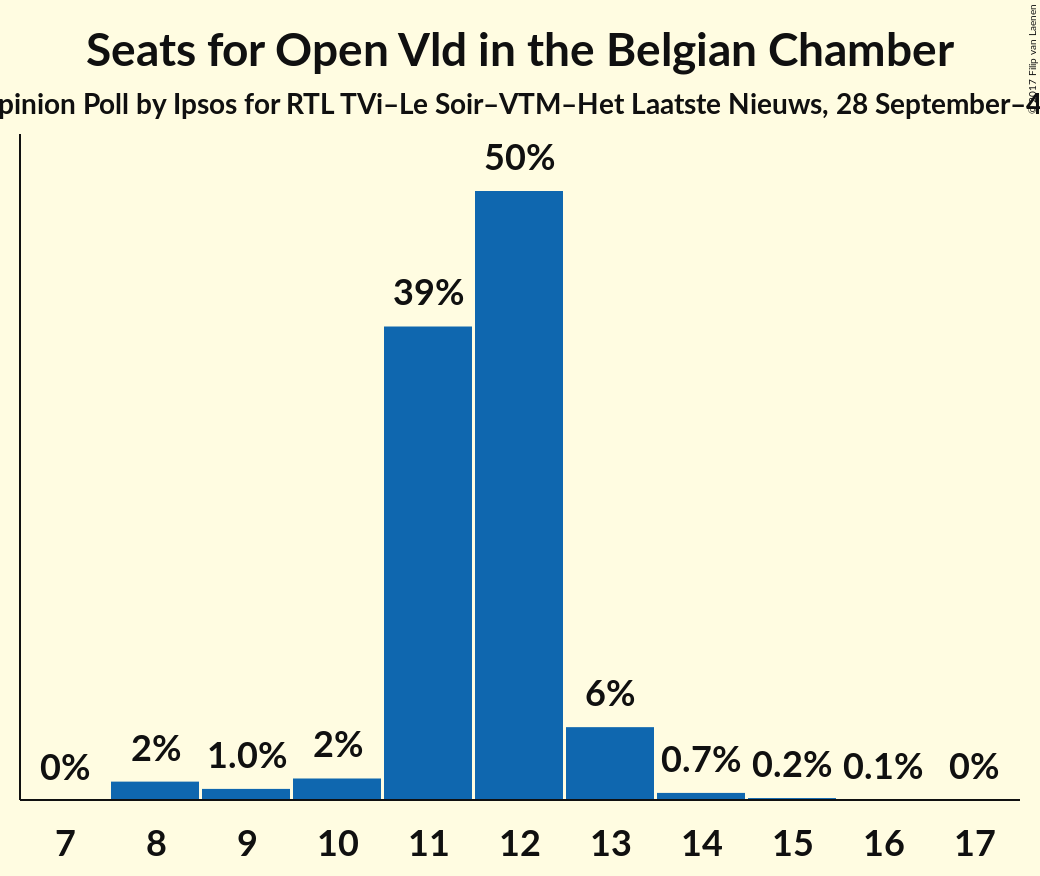 Seats for Open Vld in the Belgian Chamber
pinion Poll by Ipsos for RTL TVi–Le Soir–VTM–Het Laatste Nieuws, 28 September–4
© 2017 Filip van Laenen
50%
39%
6%
2%
1.0%
2%
0.7%
0.2%
0.1%
0%
0%
7 8 9 10 11 12 13 14 15 16 17